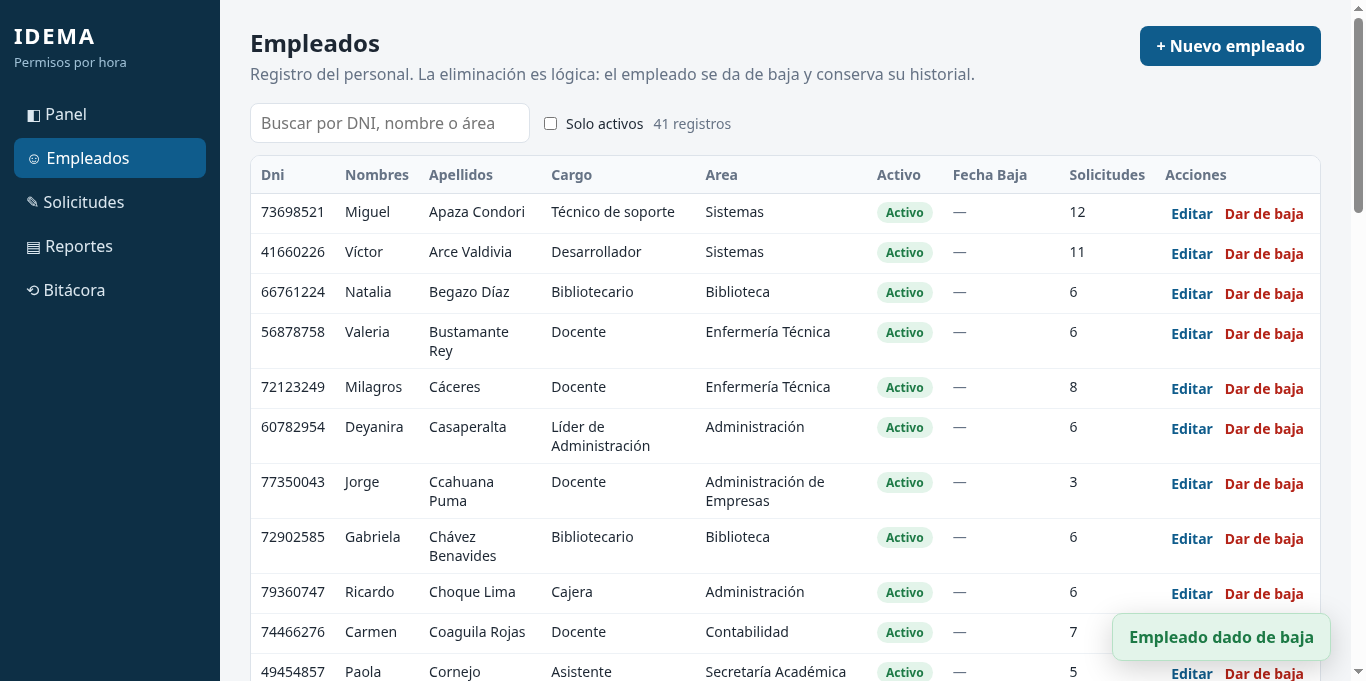 IDEMA
Permisos por hora
◧ Panel
☺ Empleados
✎ Solicitudes
▤ Reportes
⟲ Bitácora
Empleados
+ Nuevo empleado
Registro del personal. La eliminación es lógica: el empleado se da de baja y conserva su historial.
Buscar por DNI, nombre o área
Solo activos 41 registros
Dni Nombres Apellidos Cargo Area Activo Fecha Baja Solicitudes Acciones
73698521 Miguel Apaza Condori Técnico de soporte Sistemas Activo — 12 Editar Dar de baja
41660226 Víctor Arce Valdivia Desarrollador Sistemas Activo — 11 Editar Dar de baja
66761224 Natalia Begazo Díaz Bibliotecario Biblioteca Activo — 6 Editar Dar de baja
56878758 Valeria Bustamante Docente Enfermería Técnica Activo — 6 Editar Dar de baja
Rey
72123249 Milagros Cáceres Docente Enfermería Técnica Activo — 8 Editar Dar de baja
60782954 Deyanira Casaperalta Líder de Administración Activo — 6 Editar Dar de baja
Administración
77350043 Jorge Ccahuana Docente Administración de Activo — 3 Editar Dar de baja
Puma Empresas
72902585 Gabriela Chávez Bibliotecario Biblioteca Activo — 6 Editar Dar de baja
Benavides
79360747 Ricardo Choque Lima Cajera Administración Activo — 6 Editar Dar de baja
74466276 Carmen Coaguila Rojas Docente Contabilidad Activo — 7
Empleado dado de baja
49454857 Paola Cornejo Asistente Secretaría Académica Activo — 5 Editar Dar de baja